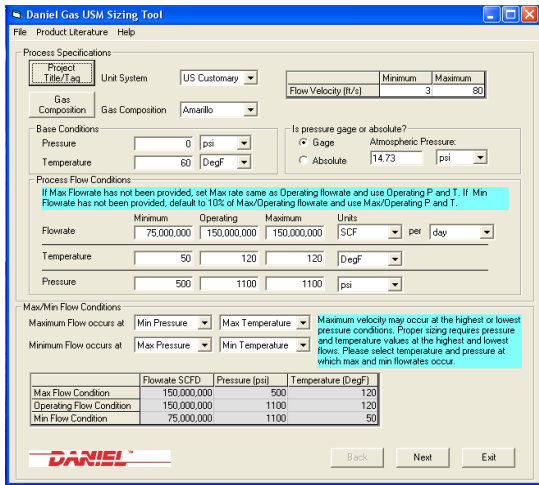 Daniel Gas USM Sizing Tool
File Product Literature Help
Process Specifications
Project Title/Tag
Unit System US Customary
Minimum Maximum
Flow Velocity (ft/s) 3 80
Gas Composition
Gas Composition Amarillo
Base Conditions
Pressure 0 psi
Temperature 60 DegF
Is pressure gage or absolute?
Gage Atmospheric Pressure:
Absolute 14.73 psi
Process Flow Conditions
If Max Flowrate has not been provided, set Max rate same as Operating flowrate and use Operating P and T. If Min
Flowrate has not been provided, default to 10% of Max/Operating flowrate and use Max/Operating P and T.
Minimum Operating Maximum Units
Flowrate 75,000,000 150,000,000 150,000,000 SCF per day
Temperature 50 120 120 DegF
Pressure 500 1100 1100 psi
Max/Min Flow Conditions
Maximum Flow occurs at Min Pressure Max Temperature
Minimum Flow occurs at Max Pressure Min Temperature
Maximum velocity may occur at the highest or lowest
pressure conditions. Proper sizing requires pressure
and temperature values at the highest and lowest
flows. Please select temperature and pressure at
which max and min flowrates occur.
Flowrate SCFD Pressure (psi) Temperature (DegF)
Max Flow Condition 150,000,000 500 120
Operating Flow Condition 150,000,000 1100 120
Min Flow Condition 75,000,000 1100 50
DANIEL™
Back Next Exit